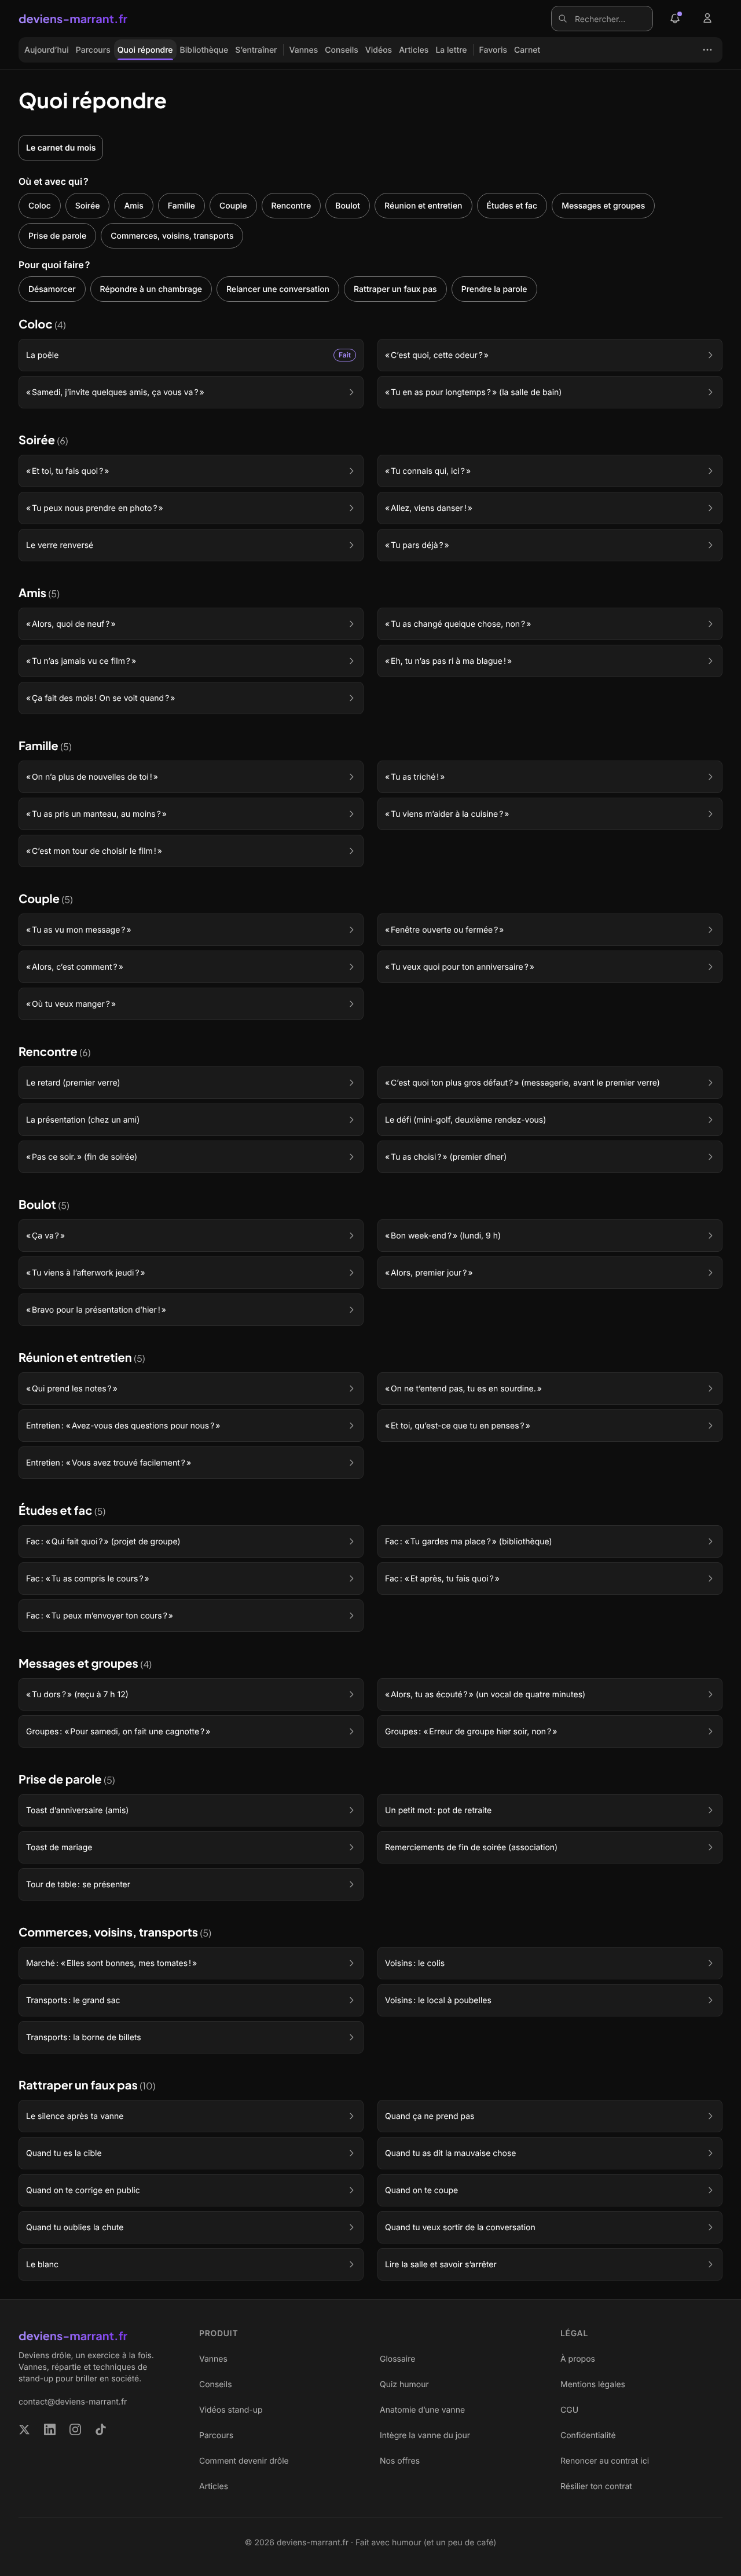 deviens-marrant.fr
Rechercher...
Aujourd'hui Parcours Quoi répondre Bibliothèque S'entraîner Vannes Conseils Vidéos Articles La lettre Favoris Carnet
Quoi répondre
Le carnet du mois
Où et avec qui ?
Coloc Soirée Amis Famille Couple Rencontre Boulot Réunion et entretien Études et fac Messages et groupes
Prise de parole Commerces, voisins, transports
Pour quoi faire ?
Désamorcer Répondre à un chambrage Relancer une conversation Rattraper un faux pas Prendre la parole
Coloc (4)
La poêle Fait
« C'est quoi, cette odeur ? »
« Samedi, j'invite quelques amis, ça vous va ? »
« Tu en as pour longtemps ? » (la salle de bain)
Soirée (6)
« Et toi, tu fais quoi ? »
« Tu connais qui, ici ? »
« Tu peux nous prendre en photo ? »
« Allez, viens danser ! »
Le verre renversé
« Tu pars déjà ? »
Amis (5)
« Alors, quoi de neuf ? »
« Tu as changé quelque chose, non ? »
« Tu n'as jamais vu ce film ? »
« Eh, tu n'as pas ri à ma blague ! »
« Ça fait des mois ! On se voit quand ? »
Famille (5)
« On n'a plus de nouvelles de toi ! »
« Tu as triché ! »
« Tu as pris un manteau, au moins ? »
« Tu viens m'aider à la cuisine ? »
« C'est mon tour de choisir le film ! »
Couple (5)
« Tu as vu mon message ? »
« Fenêtre ouverte ou fermée ? »
« Alors, c'est comment ? »
« Tu veux quoi pour ton anniversaire ? »
« Où tu veux manger ? »
Rencontre (6)
Le retard (premier verre)
« C'est quoi ton plus gros défaut ? » (messagerie, avant le premier verre)
La présentation (chez un ami)
Le défi (mini-golf, deuxième rendez-vous)
« Pas ce soir. » (fin de soirée)
« Tu as choisi ? » (premier dîner)
Boulot (5)
« Ça va ? »
« Bon week-end ? » (lundi, 9 h)
« Tu viens à l'afterwork jeudi ? »
« Alors, premier jour ? »
« Bravo pour la présentation d'hier ! »
Réunion et entretien (5)
« Qui prend les notes ? »
« On ne t'entend pas, tu es en sourdine. »
Entretien : « Avez-vous des questions pour nous ? »
« Et toi, qu'est-ce que tu en penses ? »
Entretien : « Vous avez trouvé facilement ? »
Études et fac (5)
Fac : « Qui fait quoi ? » (projet de groupe)
Fac : « Tu gardes ma place ? » (bibliothèque)
Fac : « Tu as compris le cours ? »
Fac : « Et après, tu fais quoi ? »
Fac : « Tu peux m'envoyer ton cours ? »
Messages et groupes (4)
« Tu dors ? » (reçu à 7 h 12)
« Alors, tu as écouté ? » (un vocal de quatre minutes)
Groupes : « Pour samedi, on fait une cagnotte ? »
Groupes : « Erreur de groupe hier soir, non ? »
Prise de parole (5)
Toast d'anniversaire (amis)
Un petit mot : pot de retraite
Toast de mariage
Remerciements de fin de soirée (association)
Tour de table : se présenter
Commerces, voisins, transports (5)
Marché : « Elles sont bonnes, mes tomates ! »
Voisins : le colis
Transports : le grand sac
Voisins : le local à poubelles
Transports : la borne de billets
Rattraper un faux pas (10)
Le silence après ta vanne
Quand ça ne prend pas
Quand tu es la cible
Quand tu as dit la mauvaise chose
Quand on te corrige en public
Quand on te coupe
Quand tu oublies la chute
Quand tu veux sortir de la conversation
Le blanc
Lire la salle et savoir s'arrêter
deviens-marrant.fr
Deviens drôle, un exercice à la fois.
Vannes, répartie et techniques de
stand-up pour briller en société.
contact@deviens-marrant.fr
PRODUIT
Vannes
Conseils
Vidéos stand-up
Parcours
Comment devenir drôle
Articles
Glossaire
Quiz humour
Anatomie d'une vanne
Intègre la vanne du jour
Nos offres
LÉGAL
À propos
Mentions légales
CGU
Confidentialité
Renoncer au contrat ici
Résilier ton contrat
© 2026 deviens-marrant.fr · Fait avec humour (et un peu de café)